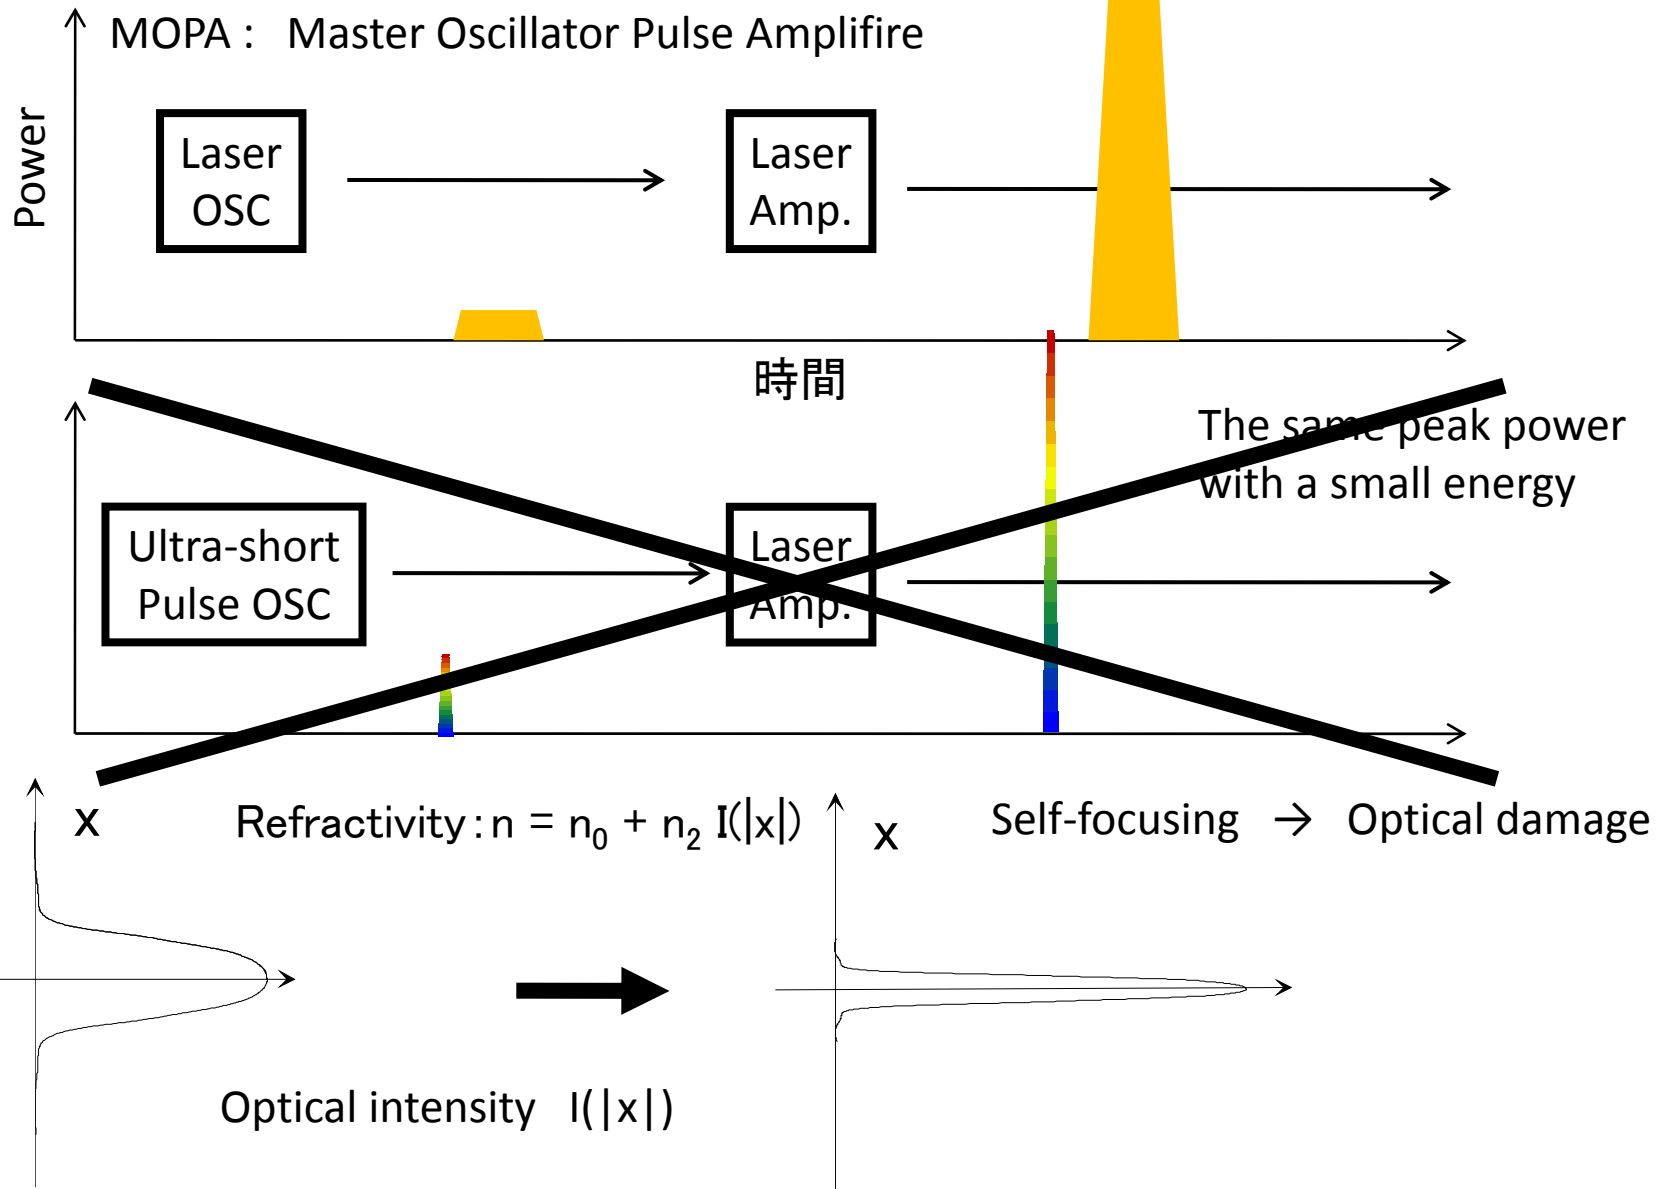 MOPA : Master Oscillator Pulse Amplifire
Power
Laser
OSC
Laser
Amp.
時間
The same peak power
with a small energy
Ultra-short
Pulse OSC
Laser
Amp.
x
Refractivity: n = n₀ + n₂ I(|x|)
x
Self-focusing → Optical damage
Optical intensity I(|x|)